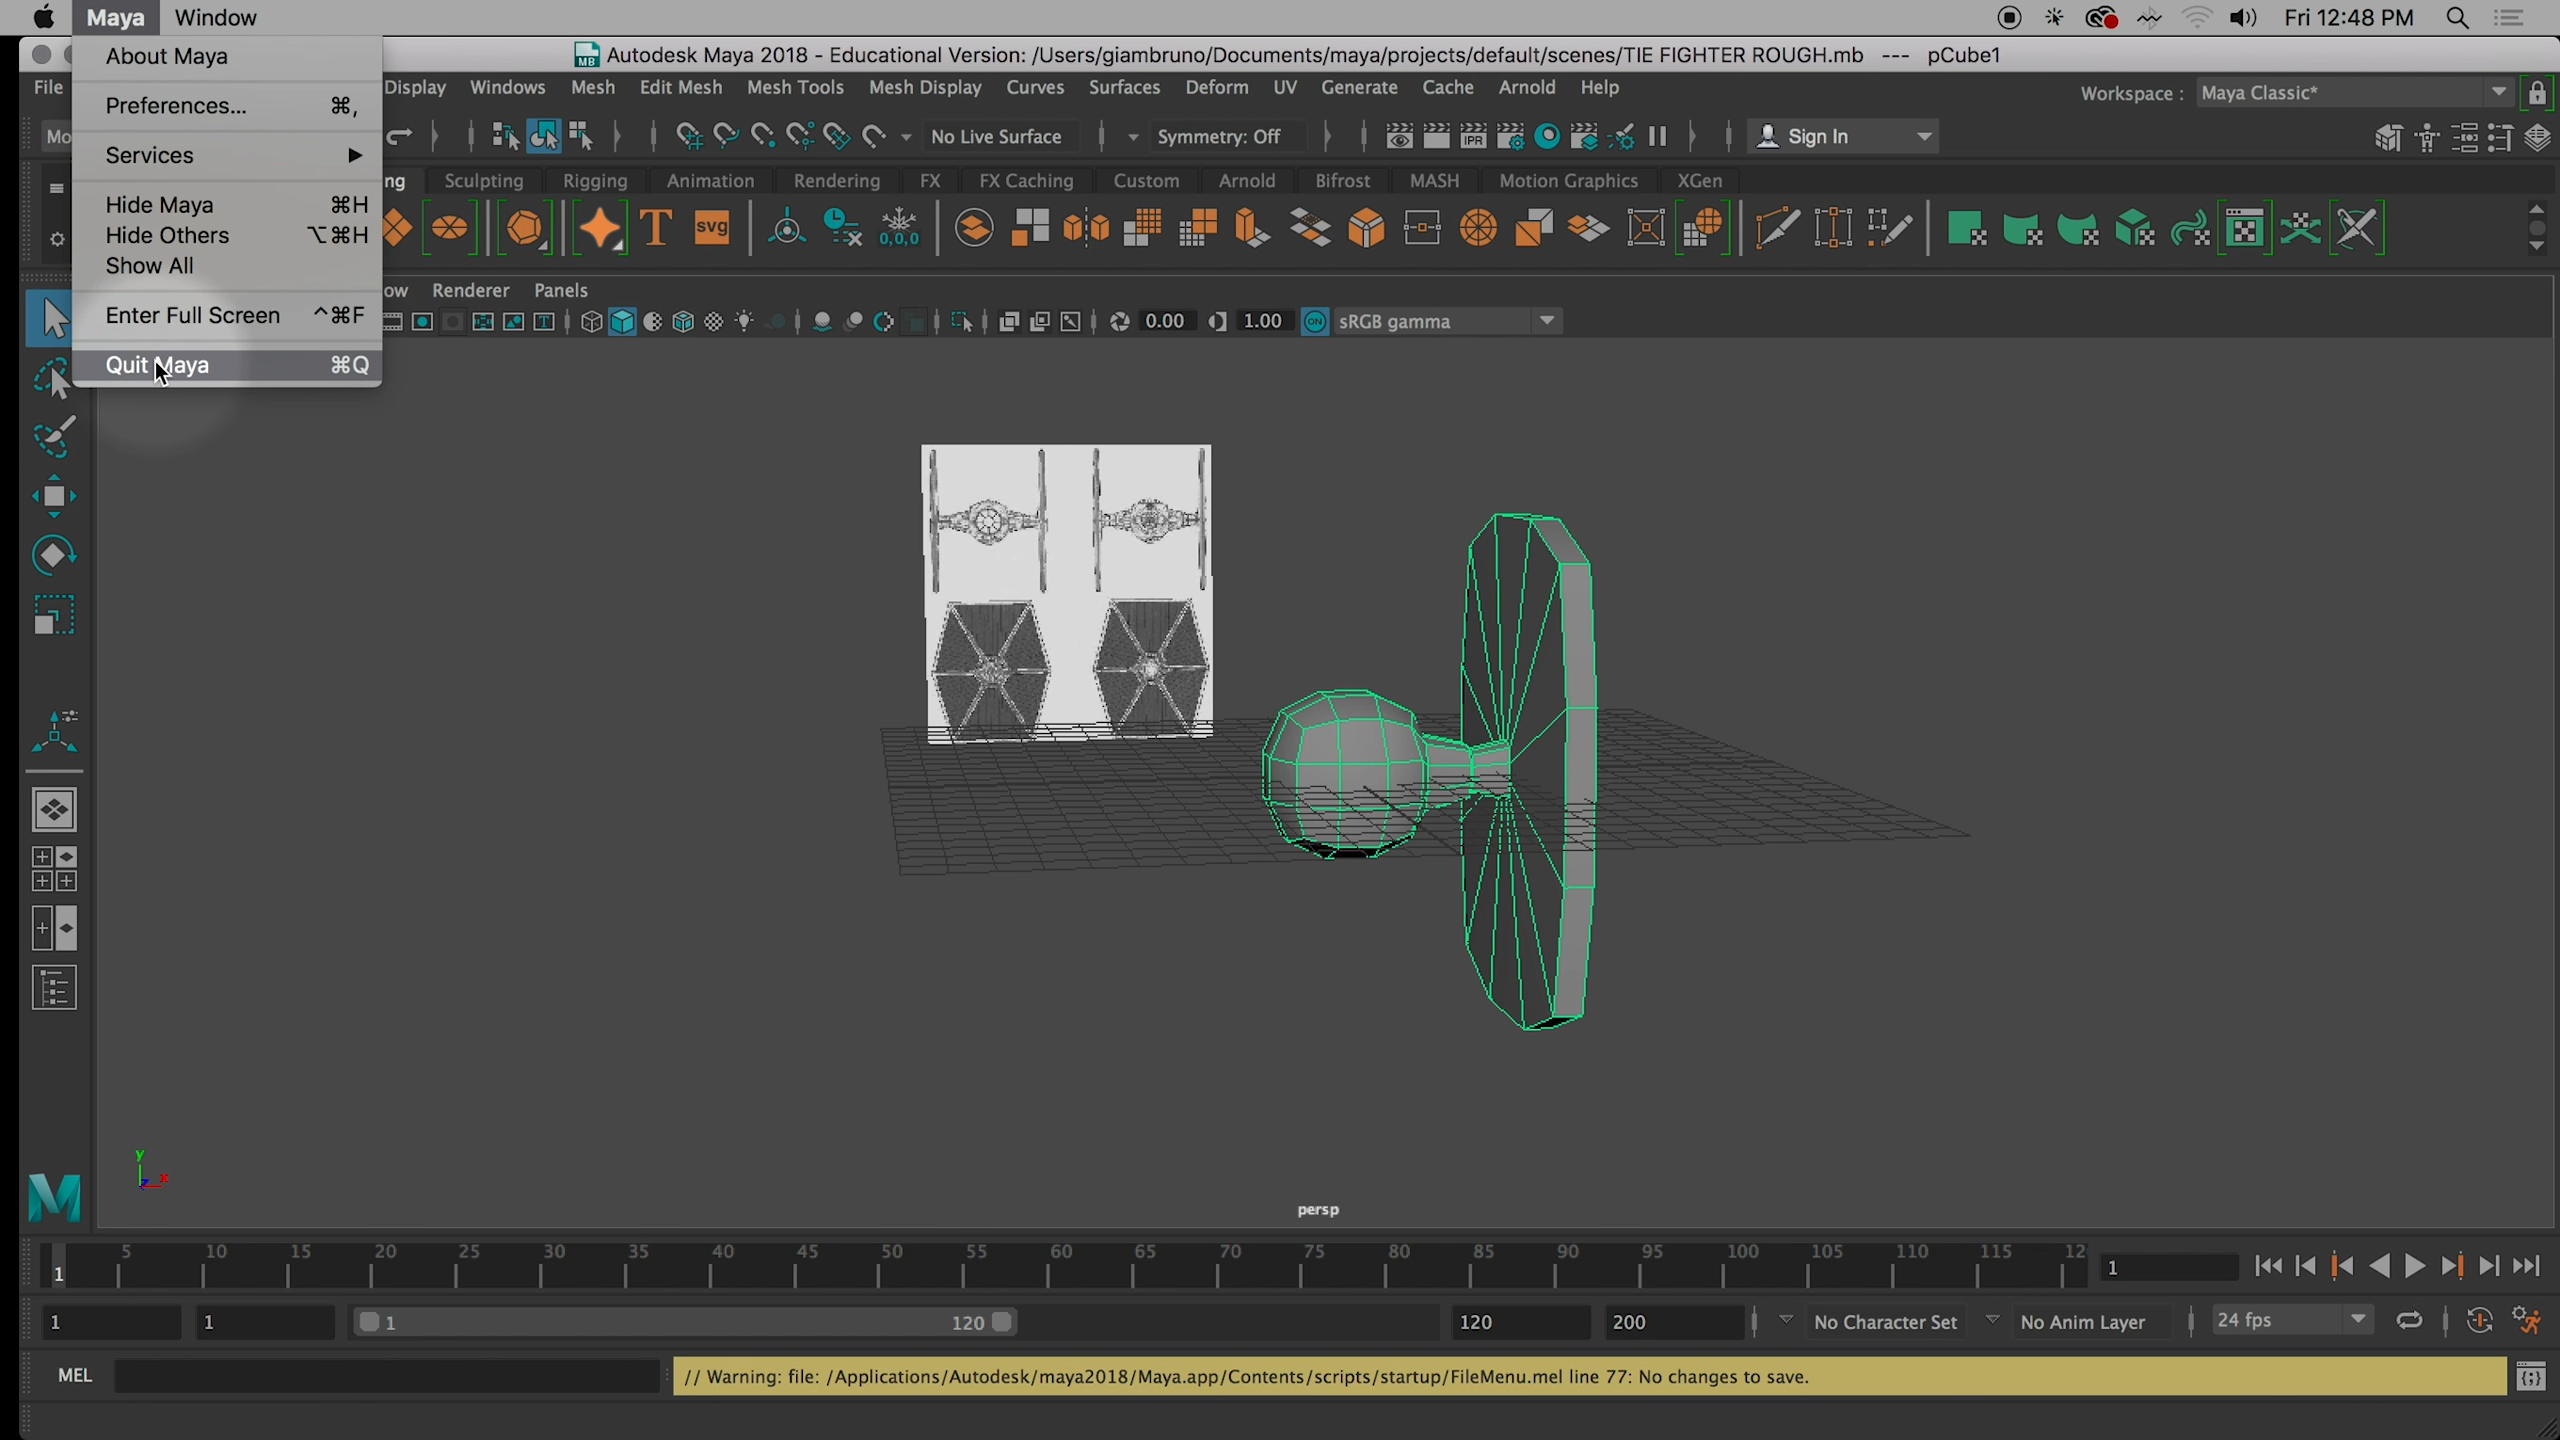 Maya Window Fri 12:48 PM
About Maya
Preferences... ⌘,
Services ▶
Hide Maya ⌘H
Hide Others ⌥⌘H
Show All
Enter Full Screen ^⌘F
Quit Maya ⌘Q
Autodesk Maya 2018 - Educational Version: /Users/giambruno/Documents/maya/projects/default/scenes/TIE FIGHTER ROUGH.mb --- pCube1
File Display Windows Mesh Edit Mesh Mesh Tools Mesh Display Curves Surfaces Deform UV Generate Cache Arnold Help Workspace : Maya Classic*
Mo No Live Surface Symmetry: Off IPR Sign In
ng Sculpting Rigging Animation Rendering FX FX Caching Custom Arnold Bifrost MASH Motion Graphics XGen
T svg 0,0,0
ow Renderer Panels
T 0.00 1.00 ON sRGB gamma
y
z x
persp
5 10 15 20 25 30 35 40 45 50 55 60 65 70 75 80 85 90 95 100 105 110 115 12
1 1
1 1 1 120 120 200 No Character Set No Anim Layer 24 fps
MEL // Warning: file: /Applications/Autodesk/maya2018/Maya.app/Contents/scripts/startup/FileMenu.mel line 77: No changes to save.